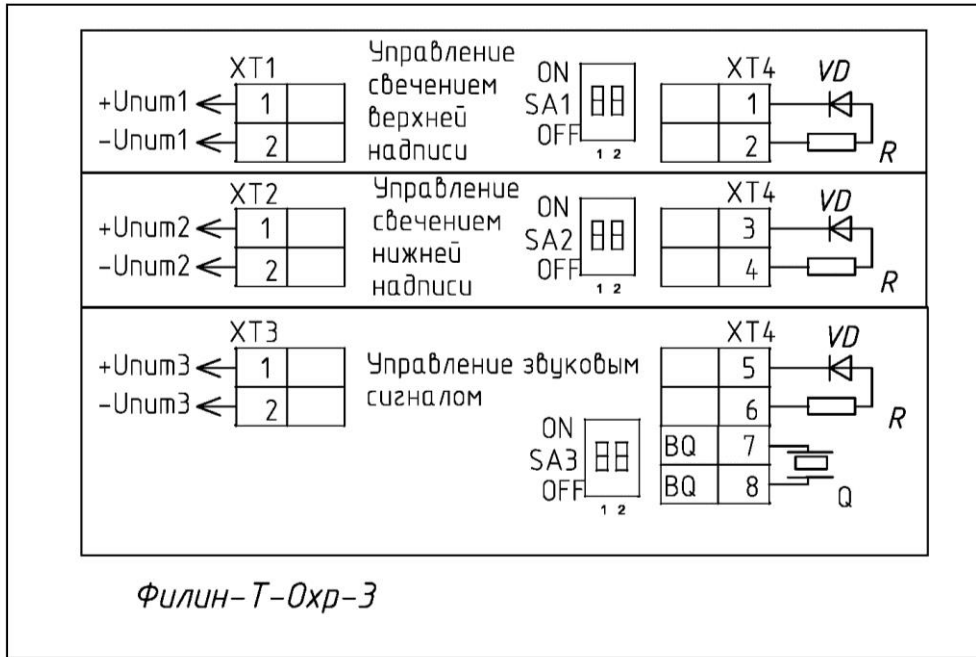 XT1
+Uпит1
1
-Uпит1
2
Управление
свечением
верхней
надписи
ON
SA1
OFF
1 2
XT4
1
2
VD
R
XT2
+Uпит2
1
-Uпит2
2
Управление
свечением
нижней
надписи
ON
SA2
OFF
1 2
XT4
3
4
VD
R
XT3
+Uпит3
1
-Uпит3
2
Управление звуковым
сигналом
ON
SA3
OFF
1 2
XT4
5
6
BQ 7
BQ 8
VD
R
Q
Филин-Т-Охр-3